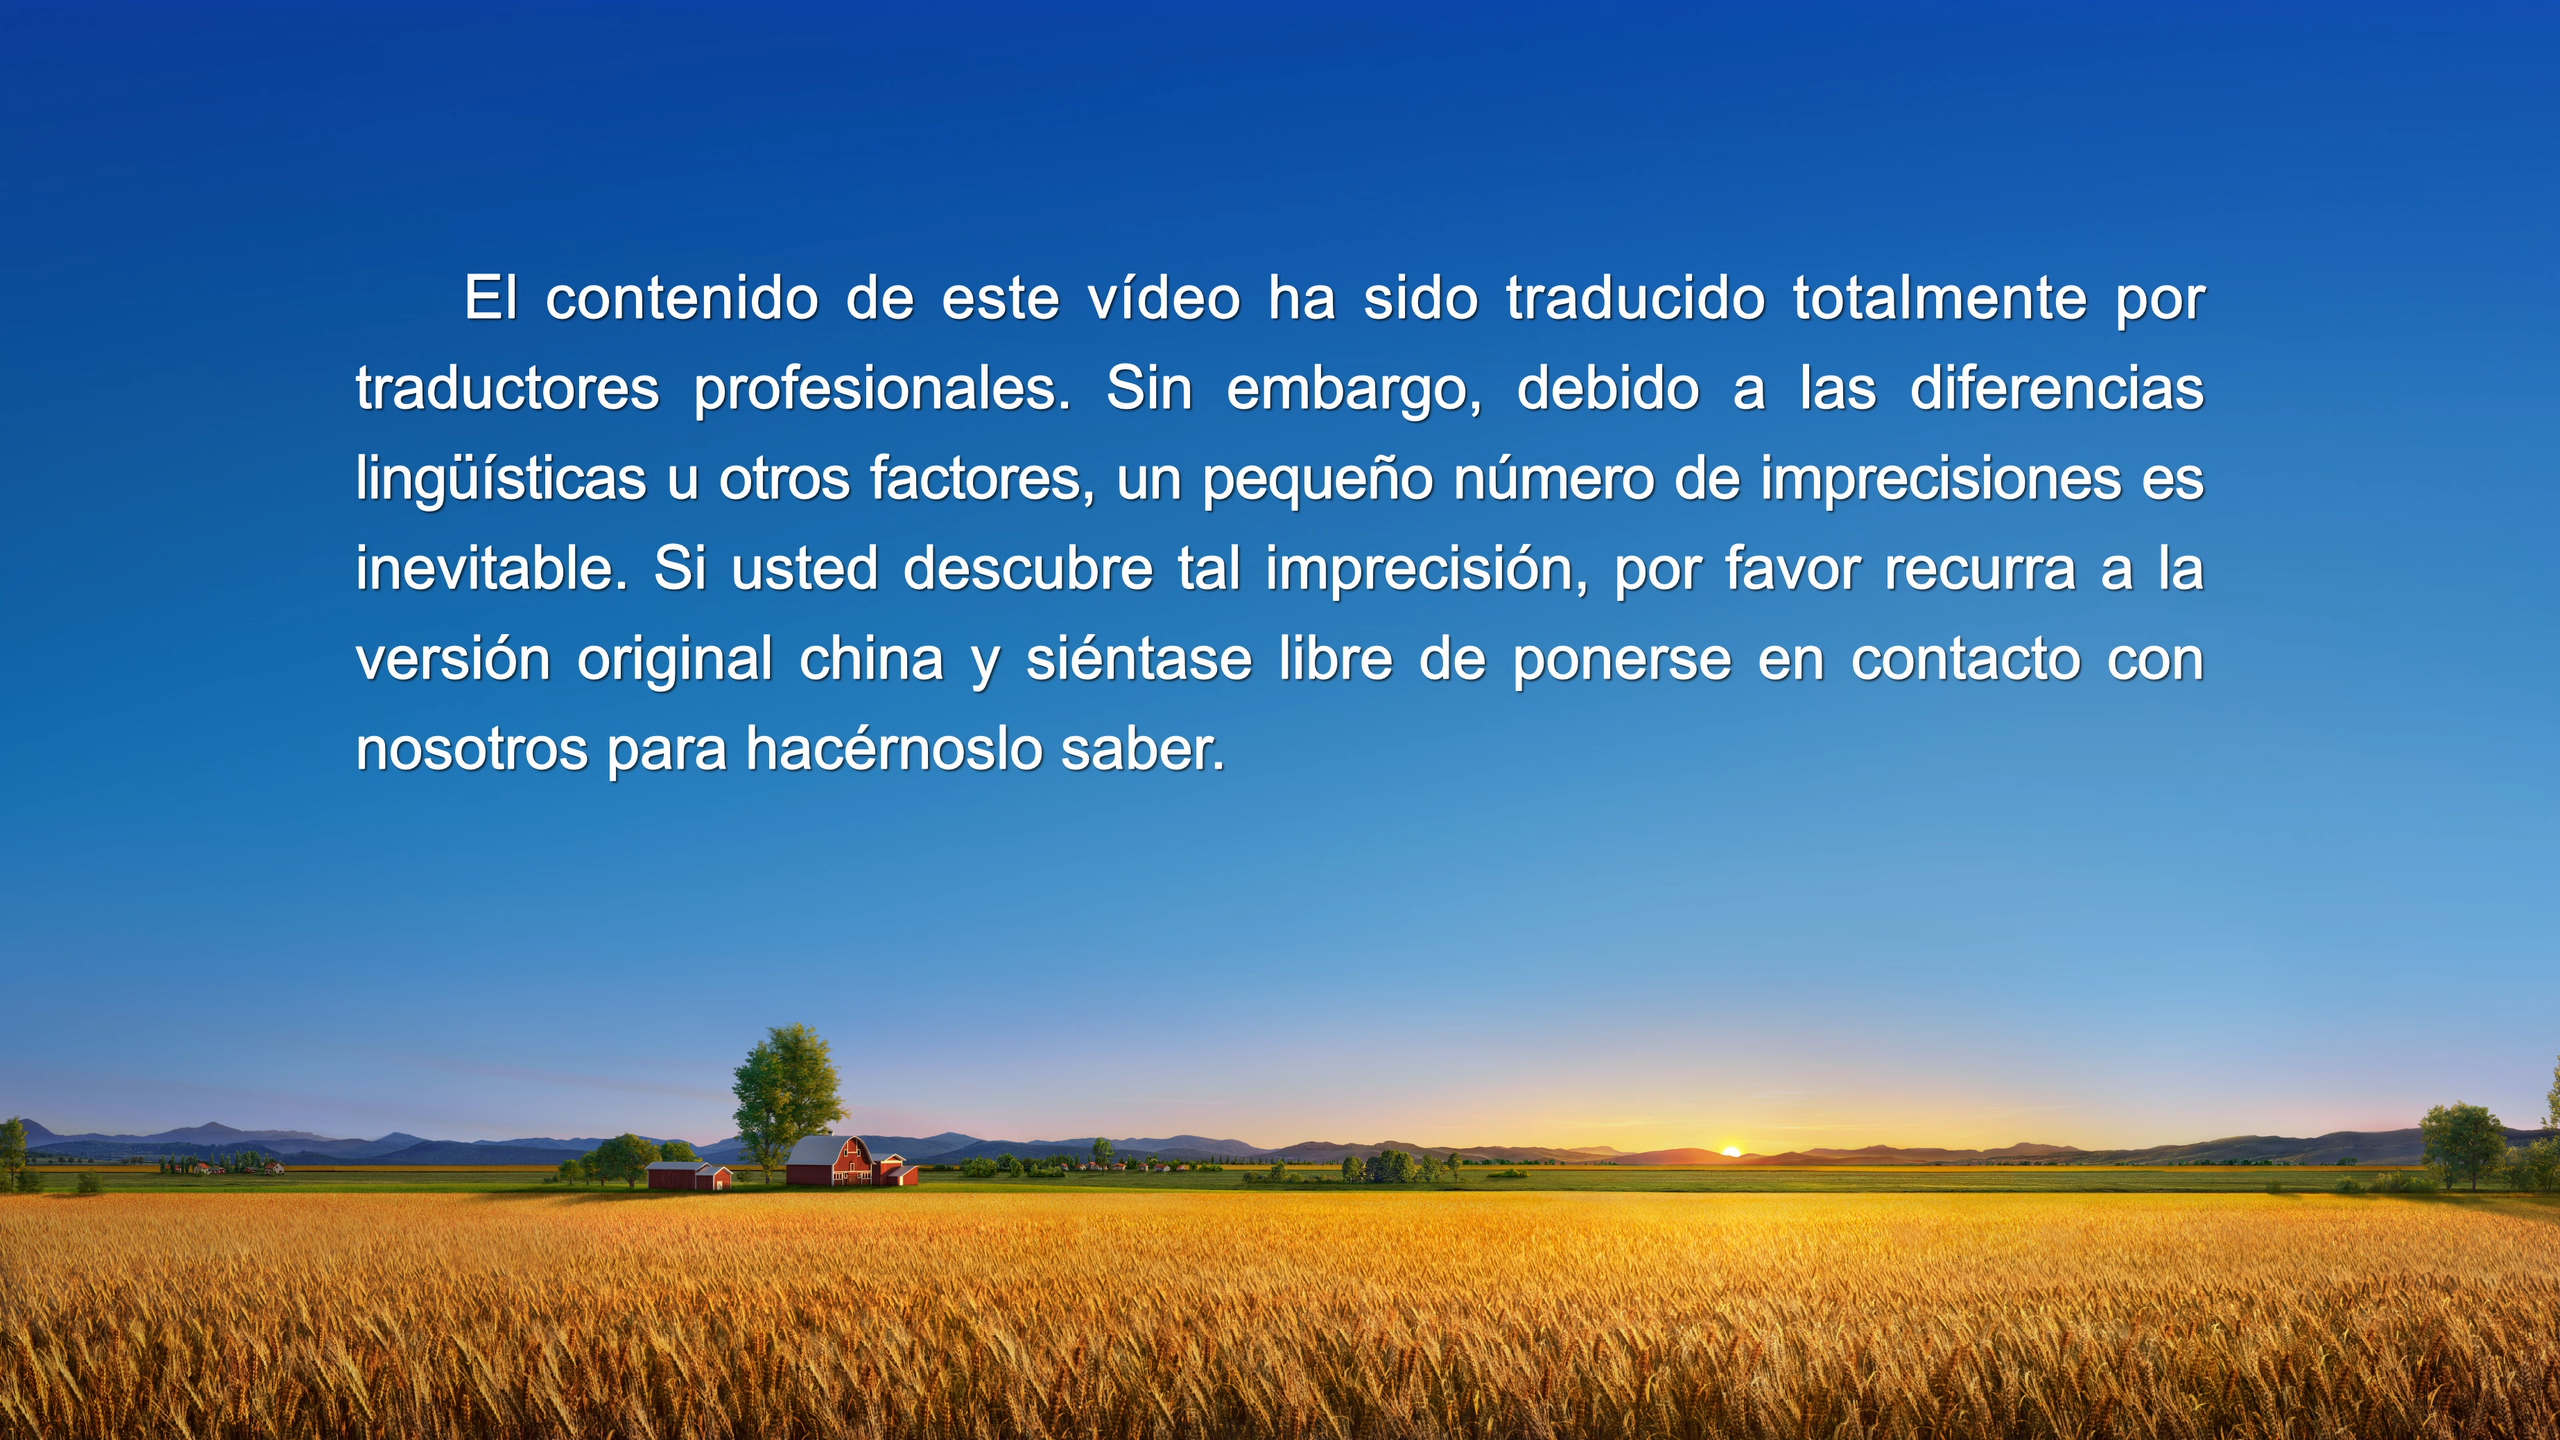 El contenido de este vídeo ha sido traducido totalmente por
traductores profesionales. Sin embargo, debido a las diferencias
lingüísticas u otros factores, un pequeño número de imprecisiones es
inevitable. Si usted descubre tal imprecisión, por favor recurra a la
versión original china y siéntase libre de ponerse en contacto con
nosotros para hacérnoslo saber.